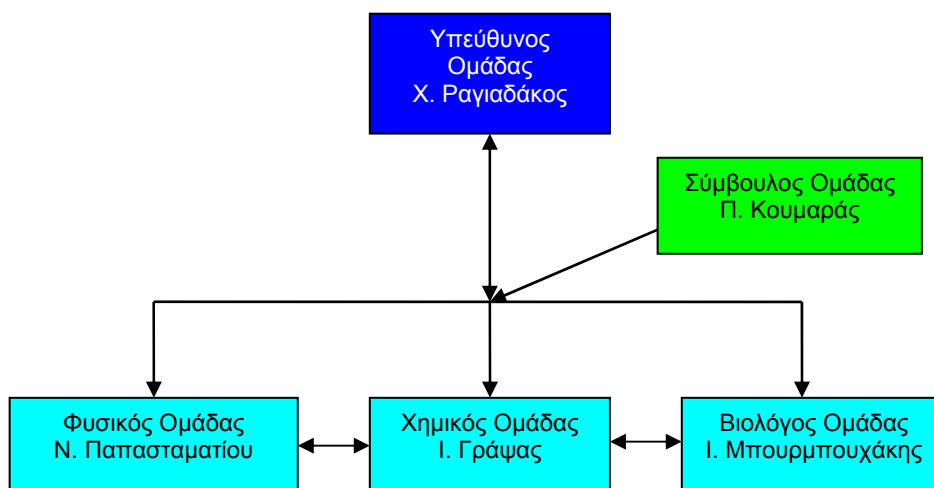 Υπεύθυνος
Ομάδας
Χ. Ραγιαδάκος
Σύμβουλος Ομάδας
Π. Κουμαράς
Φυσικός Ομάδας
Ν. Παπασταματίου
Χημικός Ομάδας
Ι. Γράψας
Βιολόγος Ομάδας
Ι. Μπουρμπουχάκης